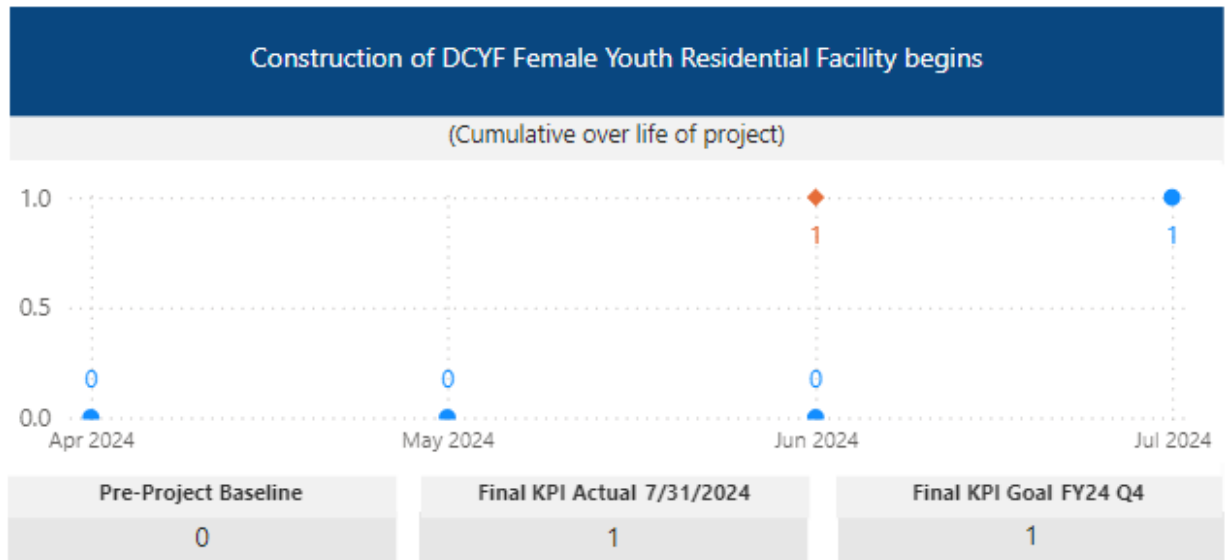 Construction of DCYF Female Youth Residential Facility begins
(Cumulative over life of project)
1.0
1
1
0.5
0
0
0
0.0
Apr 2024
May 2024
Jun 2024
Jul 2024
Pre-Project Baseline
Final KPI Actual 7/31/2024
Final KPI Goal FY24 Q4
0
1
1